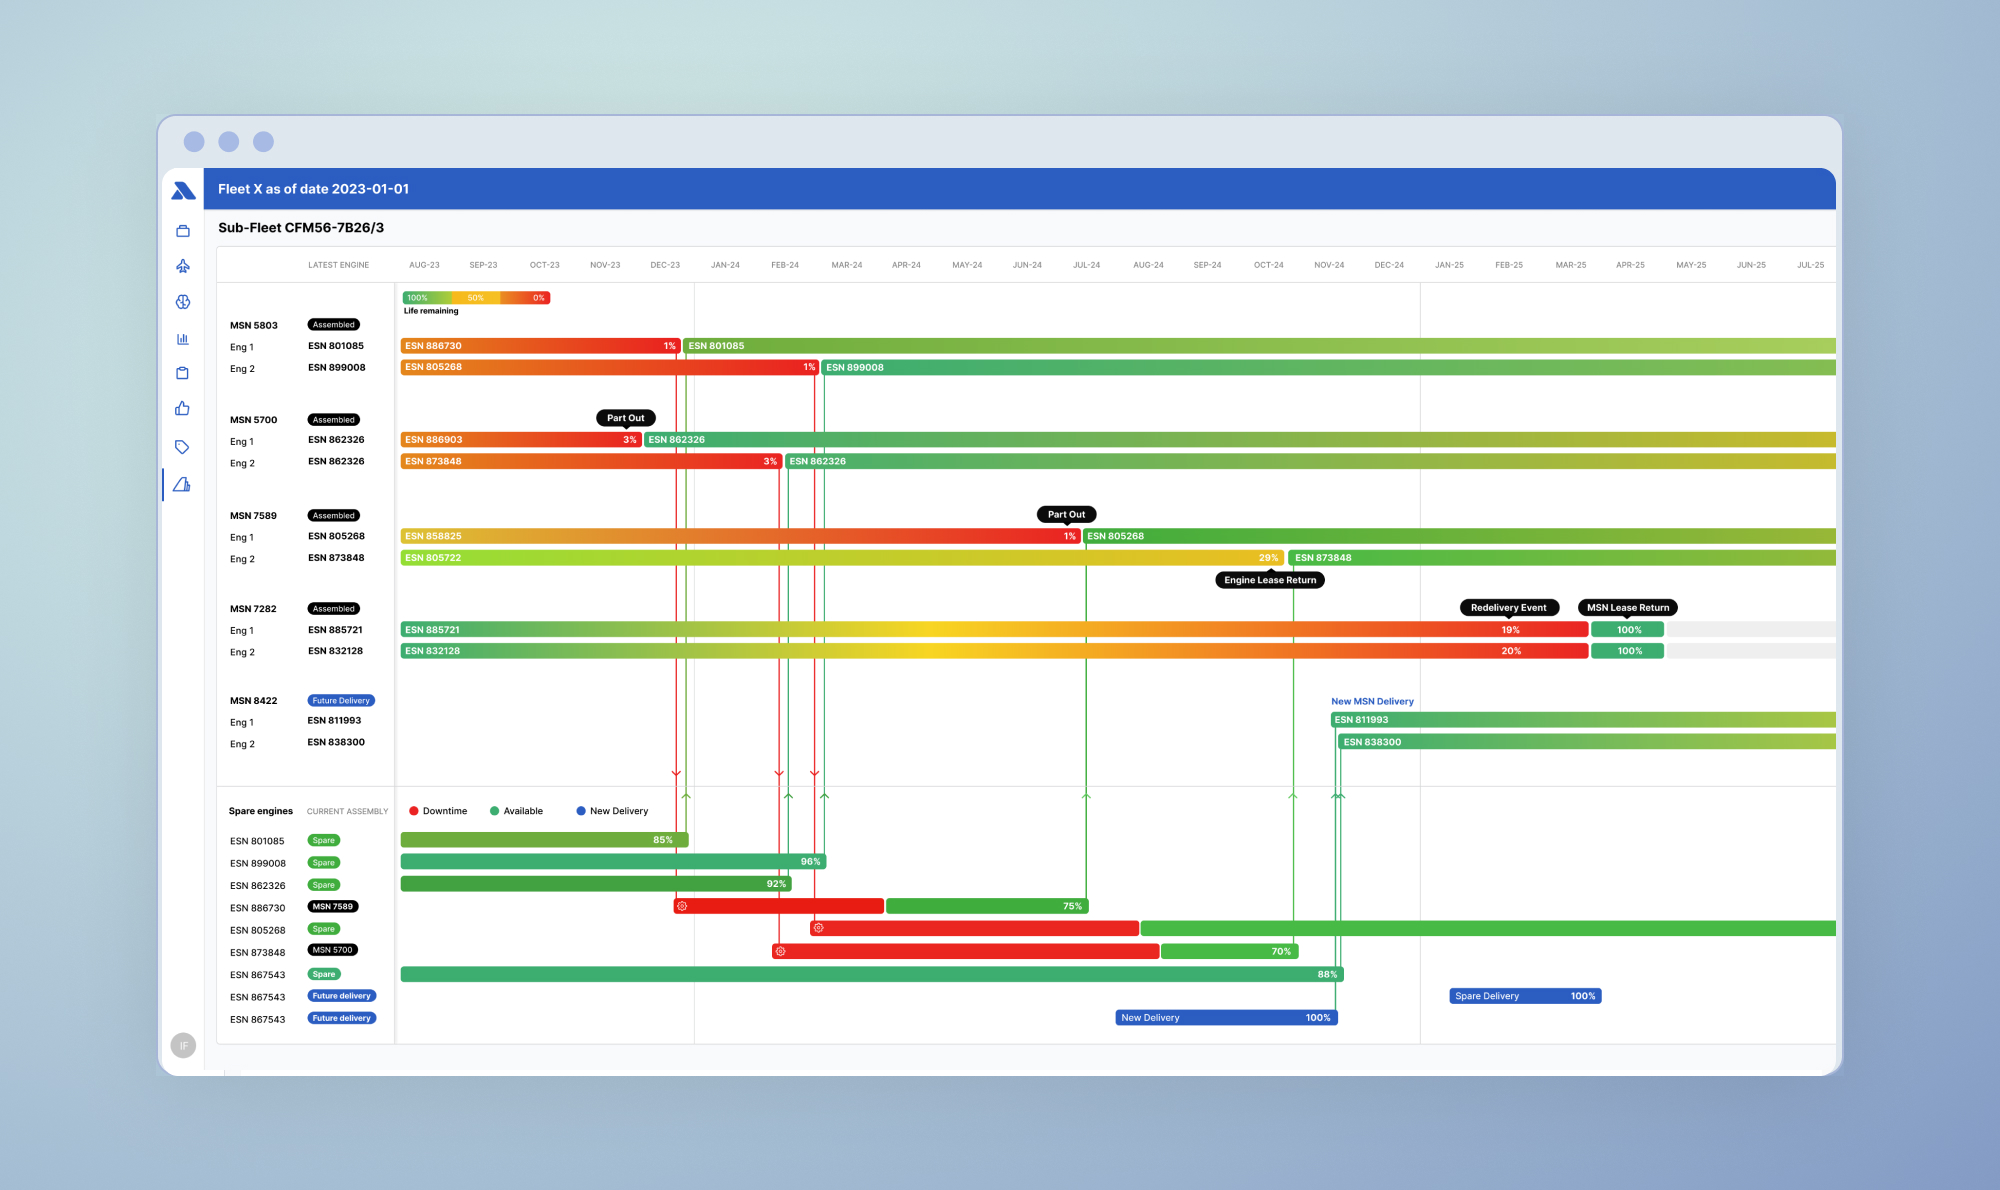 Fleet X as of date 2023-01-01
Sub-Fleet CFM56-7B26/3
LATEST ENGINE AUG-23 SEP-23 OCT-23 NOV-23 DEC-23 JAN-24 FEB-24 MAR-24 APR-24 MAY-24 JUN-24 JUL-24 AUG-24 SEP-24 OCT-24 NOV-24 DEC-24 JAN-25 FEB-25 MAR-25 APR-25 MAY-25 JUN-25 JUL-25
100% 50% 0%
Life remaining
MSN 5803 Assembled
Eng 1 ESN 801085 ESN 886730 1% ESN 801085
Eng 2 ESN 899008 ESN 805268 1% ESN 899008
Part Out
MSN 5700 Assembled
Eng 1 ESN 862326 ESN 886903 3% ESN 862326
Eng 2 ESN 862326 ESN 873848 3% ESN 862326
Part Out
MSN 7589 Assembled
Eng 1 ESN 805268 ESN 858825 1% ESN 805268
Eng 2 ESN 873848 ESN 805722 29% ESN 873848
Engine Lease Return
MSN 7282 Assembled Redelivery Event MSN Lease Return
Eng 1 ESN 885721 ESN 885721 19% 100%
Eng 2 ESN 832128 ESN 832128 20% 100%
MSN 8422 Future Delivery New MSN Delivery
Eng 1 ESN 811993 ESN 811993
Eng 2 ESN 838300 ESN 838300
Spare engines CURRENT ASSEMBLY Downtime Available New Delivery
ESN 801085 Spare 85%
ESN 899008 Spare 96%
ESN 862326 Spare 92%
ESN 886730 MSN 7589 75%
ESN 805268 Spare
ESN 873848 MSN 5700 70%
ESN 867543 Spare 88%
ESN 867543 Future delivery Spare Delivery 100%
ESN 867543 Future delivery New Delivery 100%
IF